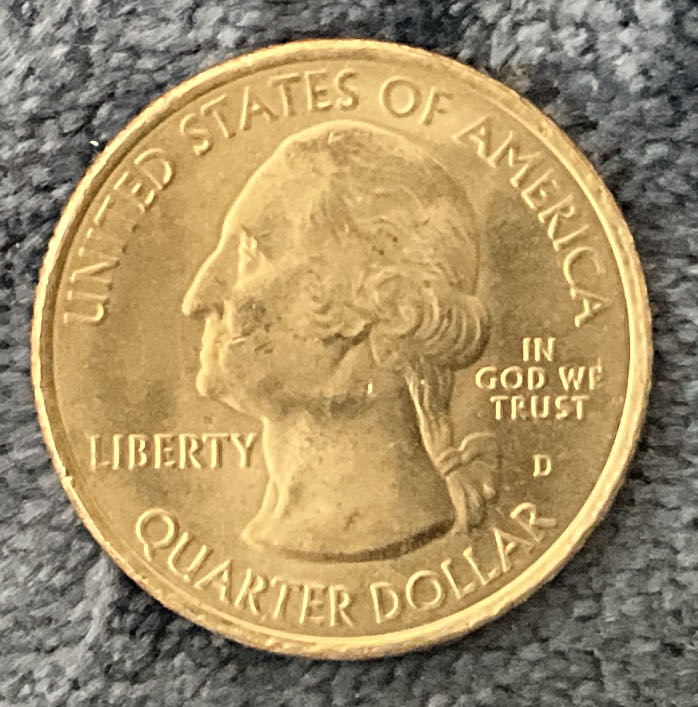 UNITED STATES OF AMERICA
IN
GOD WE
TRUST
LIBERTY
D
QUARTER DOLLAR